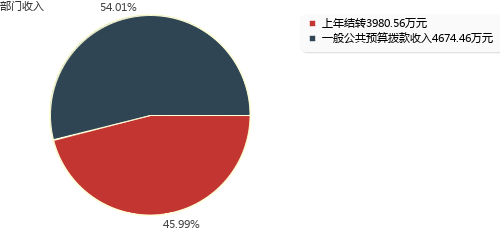 部门收入
54.01%
上年结转3980.56万元
一般公共预算拨款收入4674.46万元
45.99%